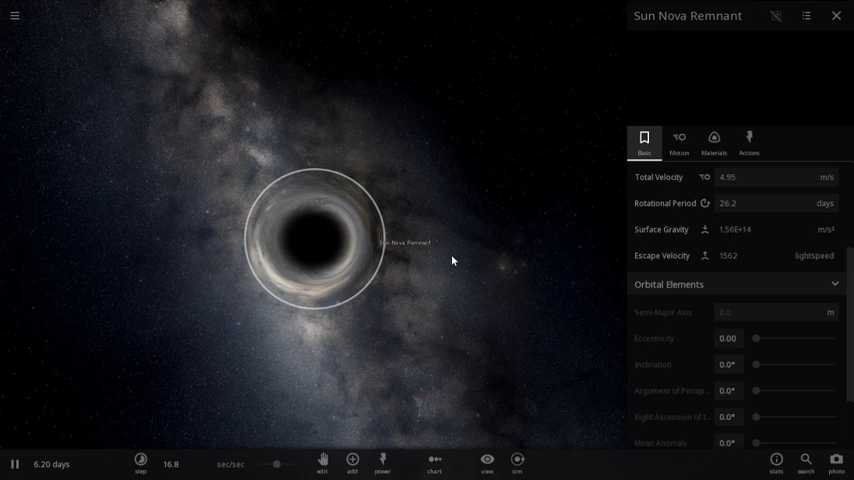 Sun Nova Remnant
Basic
Motion
Materials
Actions
Total Velocity 4.95 m/s
Rotational Period 26.2 days
Surface Gravity 1.56E+14 m/s²
Escape Velocity 1562 lightspeed
Orbital Elements
Semi-Major Axis 0.0 m
Eccentricity 0.00
Inclination 0.0°
Argument of Periap... 0.0°
Right Ascension of t... 0.0°
Mean Anomaly 0.0°
Sun Nova Remnant
6.20 days
step
16.8 sec/sec
edit
add
power
chart
view
sim
stats
search
photo